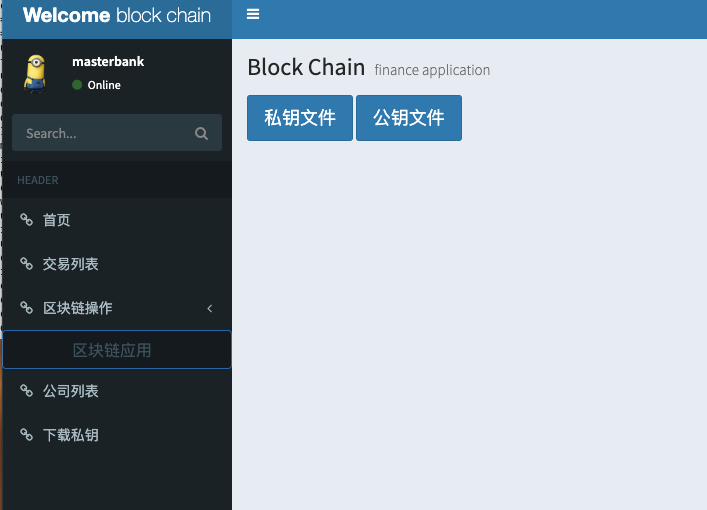 Welcome block chain
masterbank
Online
Search...
HEADER
首页
交易列表
区块链操作
区块链应用
公司列表
下载私钥
Block Chain finance application
私钥文件 公钥文件